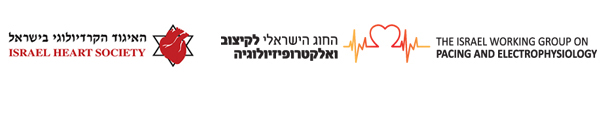 האיגוד הקרדיולוגי בישראל
ISRAEL HEART SOCIETY
החוג הישראלי לקיצוב
ואלקטרופיזיולוגיה
THE ISRAEL WORKING GROUP ON
PACING AND ELECTROPHYSIOLOGY